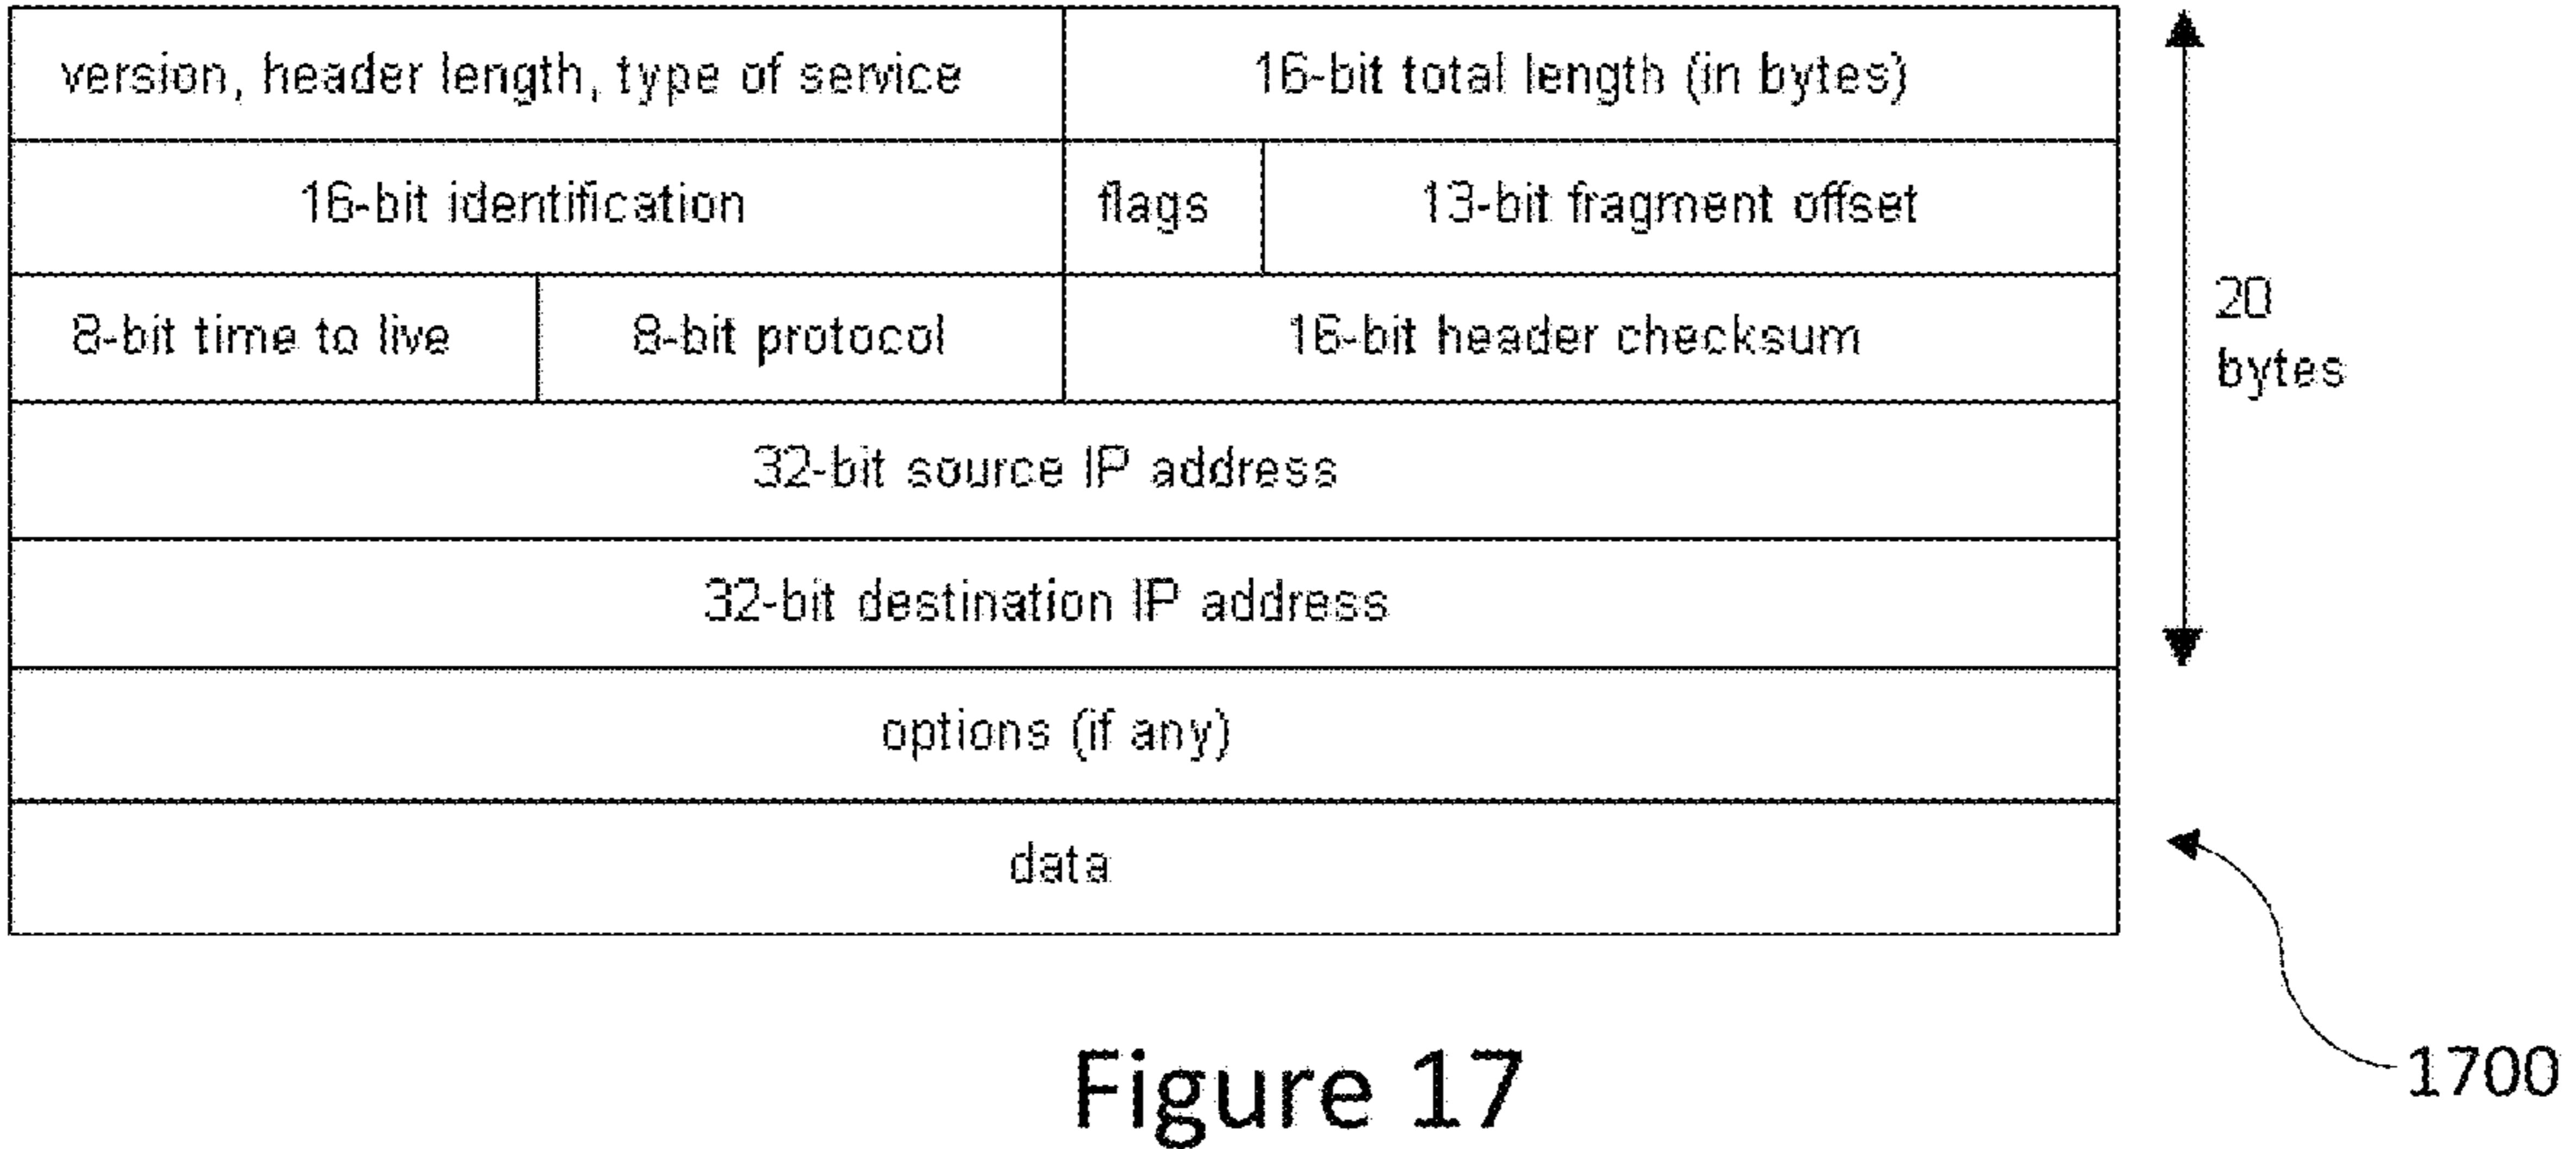 version, header length, type of service 16-bit total length (in bytes)
16-bit identification flags 13-bit fragment offset
8-bit time to live 8-bit protocol 16-bit header checksum
20
bytes
32-bit source IP address
32-bit destination IP address
options (if any)
data
1700
Figure 17